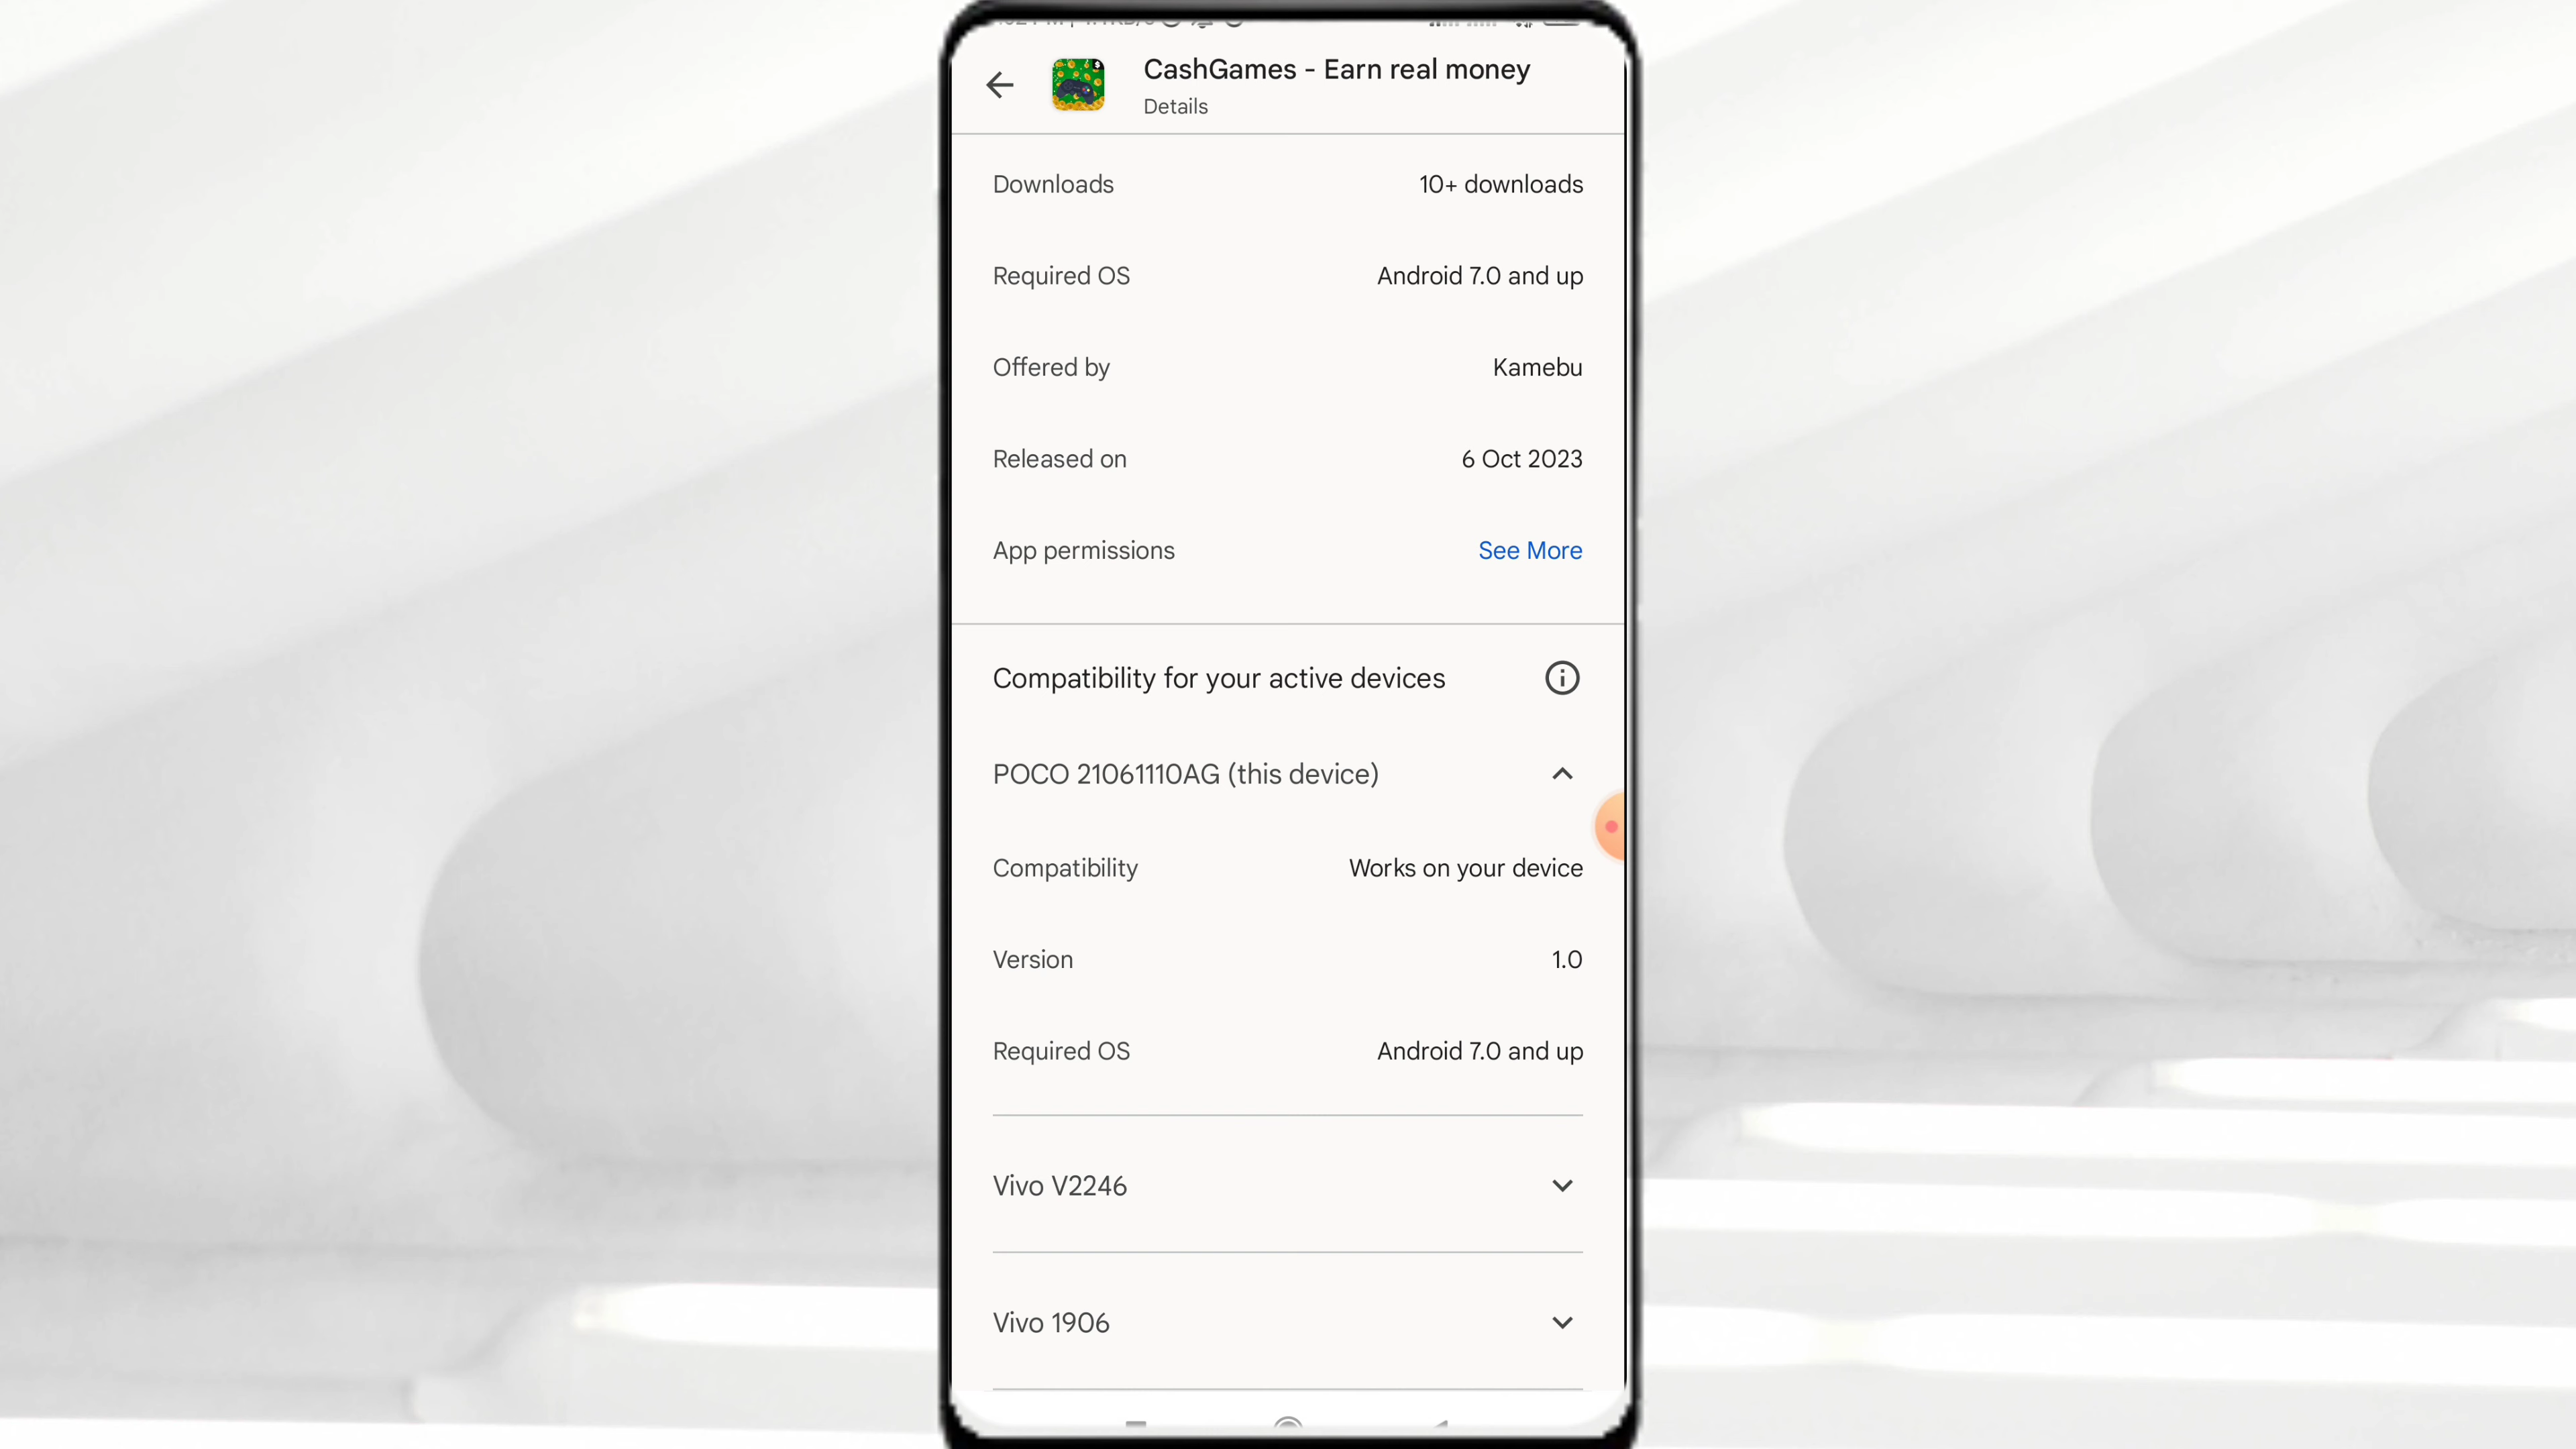 CashGames - Earn real money
Details
Downloads 10+ downloads
Required OS Android 7.0 and up
Offered by Kamebu
Released on 6 Oct 2023
App permissions See More
Compatibility for your active devices
POCO 21061110AG (this device)
Compatibility Works on your device
Version 1.0
Required OS Android 7.0 and up
Vivo V2246
Vivo 1906